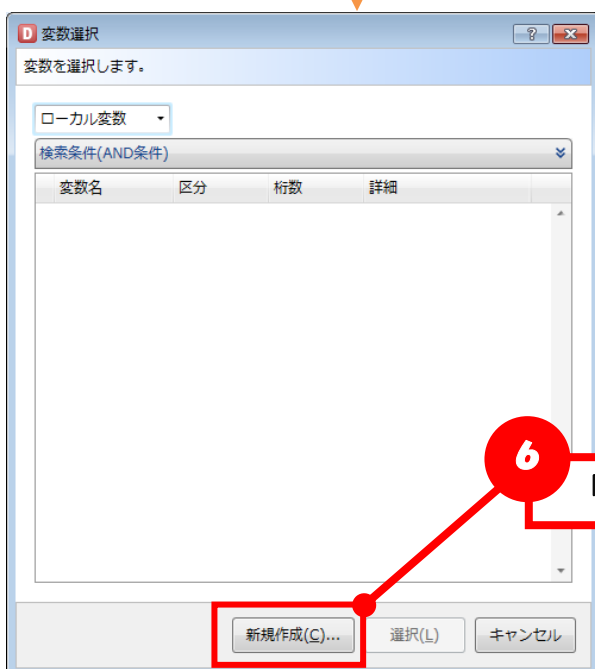 D 変数選択
?
変数を選択します。
ローカル変数
検索条件(AND条件)
変数名 区分 桁数 詳細
6
新規作成(C)... 選択(L) キャンセル